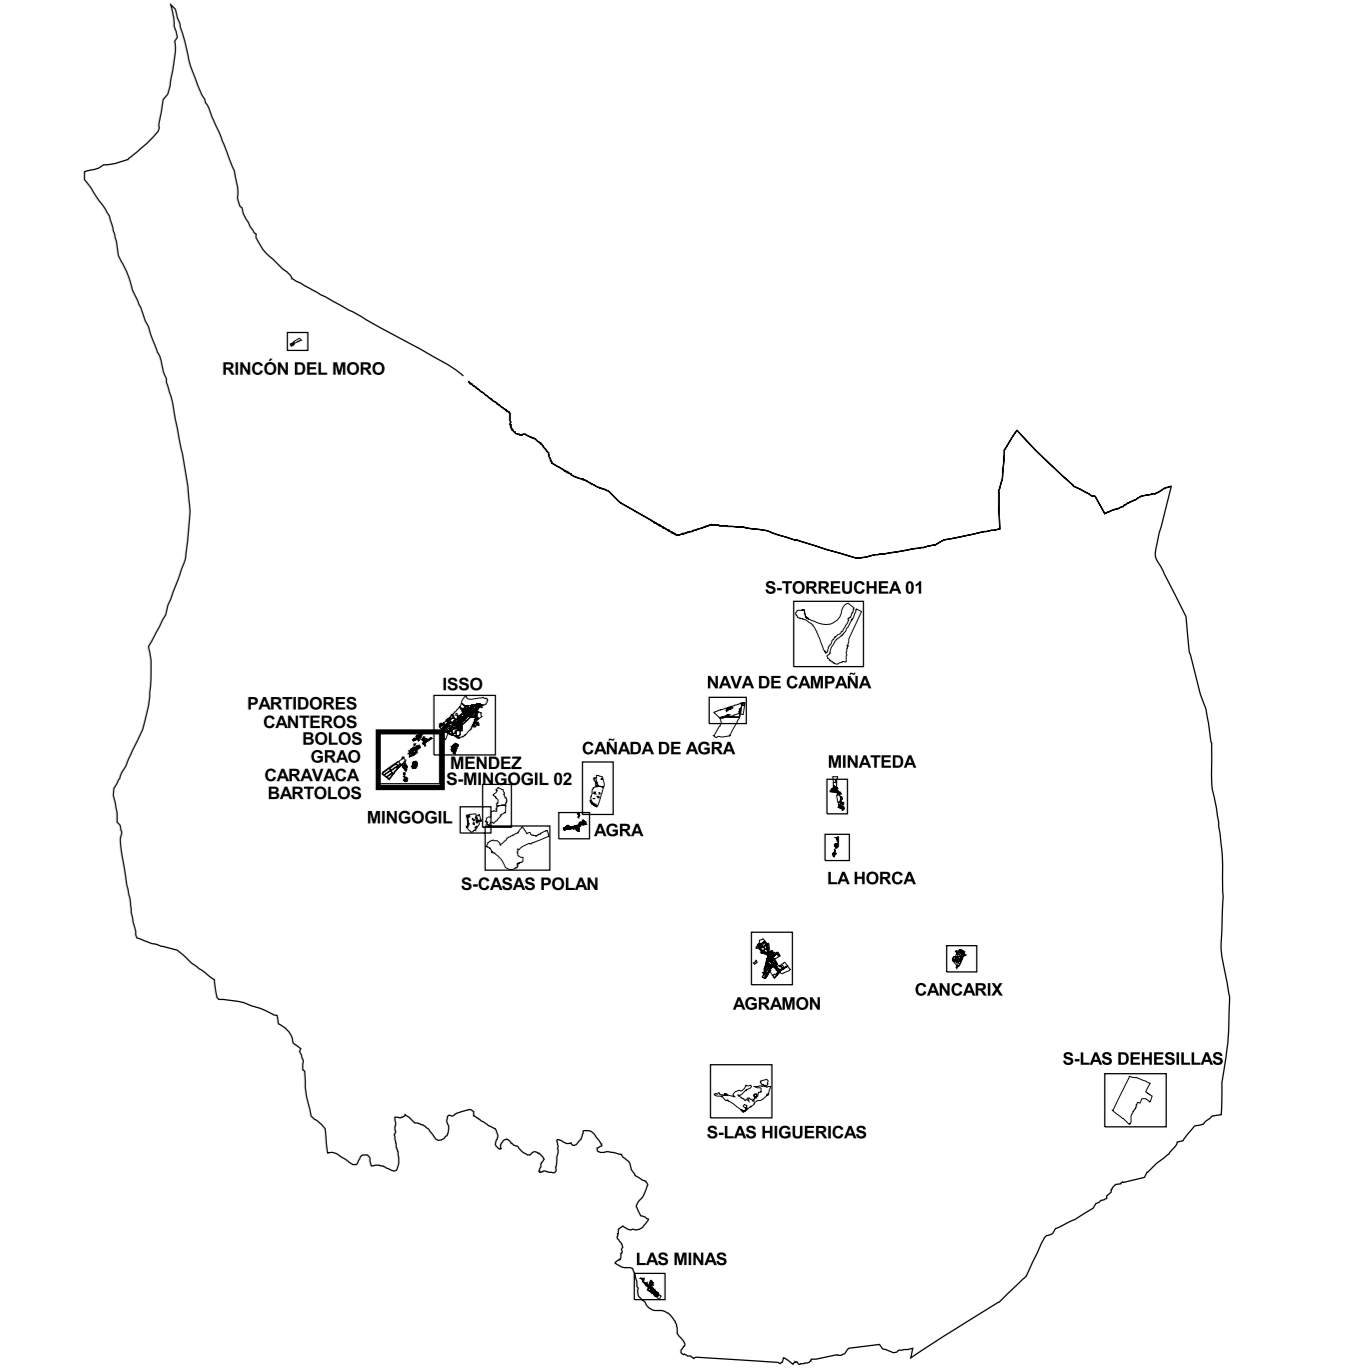 RINCÓN DEL MORO
S-TORREUCHEA 01
NAVA DE CAMPAÑA
ISSO
PARTIDORES
CANTEROS
BOLOS
GRAO
CARAVACA
BARTOLOS
CAÑADA DE AGRA
MENDEZ
S-MINGOGIL 02
MINATEDA
MINGOGIL
AGRA
S-CASAS POLAN
LA HORCA
AGRAMON
CANCARIX
S-LAS DEHESILLAS
S-LAS HIGUERICAS
LAS MINAS